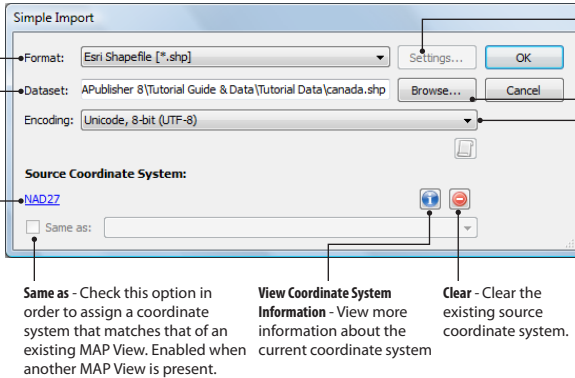 Simple Import
Format: Esri Shapefile [*.shp] Settings... OK
Dataset: APublisher 8\Tutorial Guide & Data\Tutorial Data\canada.shp Browse... Cancel
Encoding: Unicode, 8-bit (UTF-8)
Source Coordinate System:
NAD27
Same as:
Same as - Check this option in
order to assign a coordinate
system that matches that of an
existing MAP View. Enabled when
another MAP View is present.
View Coordinate System
Information - View more
information about the
current coordinate system
Clear - Clear the
existing source
coordinate system.